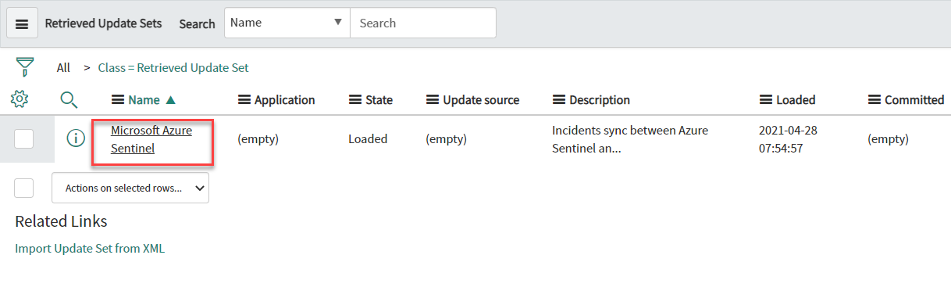 Retrieved Update Sets Search Name Search
All > Class = Retrieved Update Set
Name Application State Update source Description Loaded Committed
Microsoft Azure Sentinel (empty) Loaded (empty) Incidents sync between Azure Sentinel an... 2021-04-28 07:54:57 (empty)
Actions on selected rows...
Related Links
Import Update Set from XML